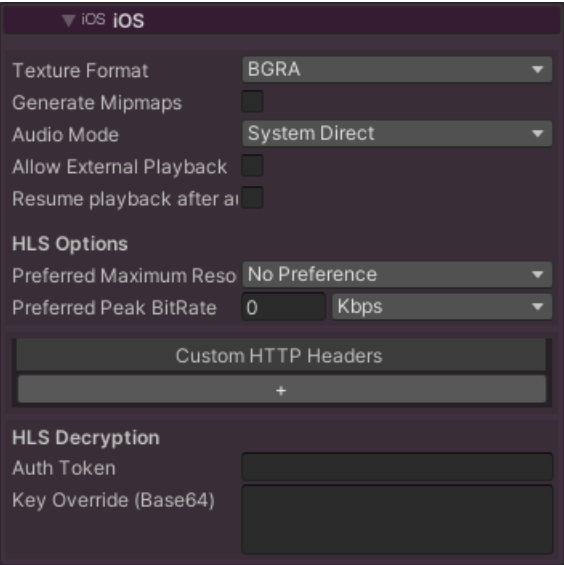 iOS iOS
Texture Format BGRA
Generate Mipmaps
Audio Mode System Direct
Allow External Playback
Resume playback after au
HLS Options
Preferred Maximum Reso No Preference
Preferred Peak BitRate 0 Kbps
Custom HTTP Headers
+
HLS Decryption
Auth Token
Key Override (Base64)